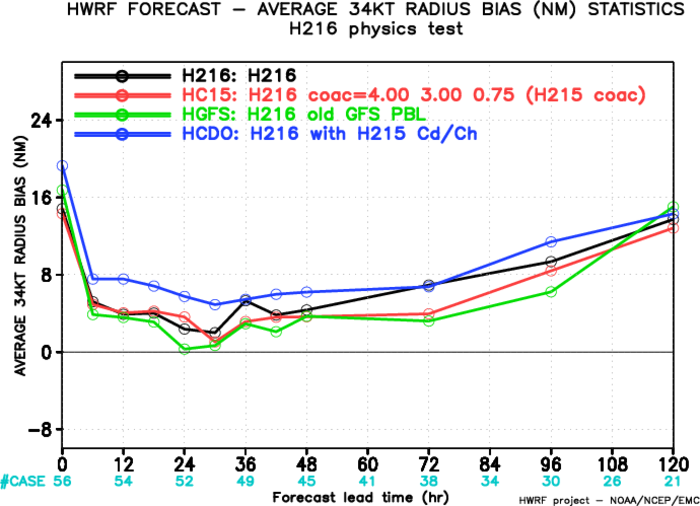 HWRF FORECAST – AVERAGE 34KT RADIUS BIAS (NM) STATISTICS
H216 physics test
H216: H216
HC15: H216 coac=4.00 3.00 0.75 (H215 coac)
HGFS: H216 old GFS PBL
HCDO: H216 with H215 Cd/Ch
AVERAGE 34KT RADIUS BIAS (NM)
24
16
8
0
–8
0 12 24 36 48 60 72 84 96 108 120
#CASE 56 54 52 49 45 41 38 34 30 26 21
Forecast lead time (hr)
HWRF project – NOAA/NCEP/EMC